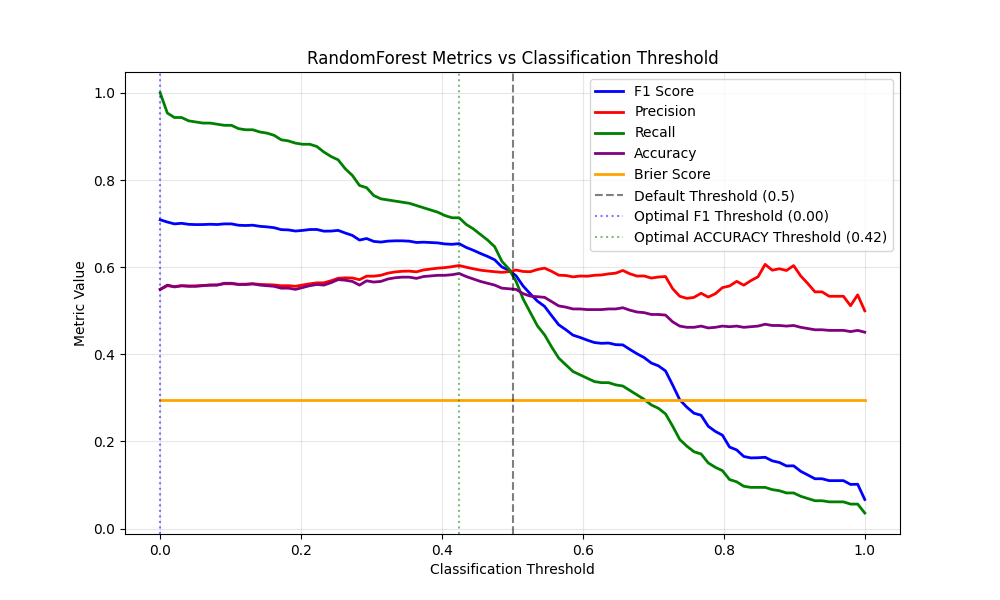 RandomForest Metrics vs Classification Threshold
1.0
0.8
0.6
0.4
0.2
0.0
Metric Value
F1 Score
Precision
Recall
Accuracy
Brier Score
Default Threshold (0.5)
Optimal F1 Threshold (0.00)
Optimal ACCURACY Threshold (0.42)
0.0 0.2 0.4 0.6 0.8 1.0
Classification Threshold